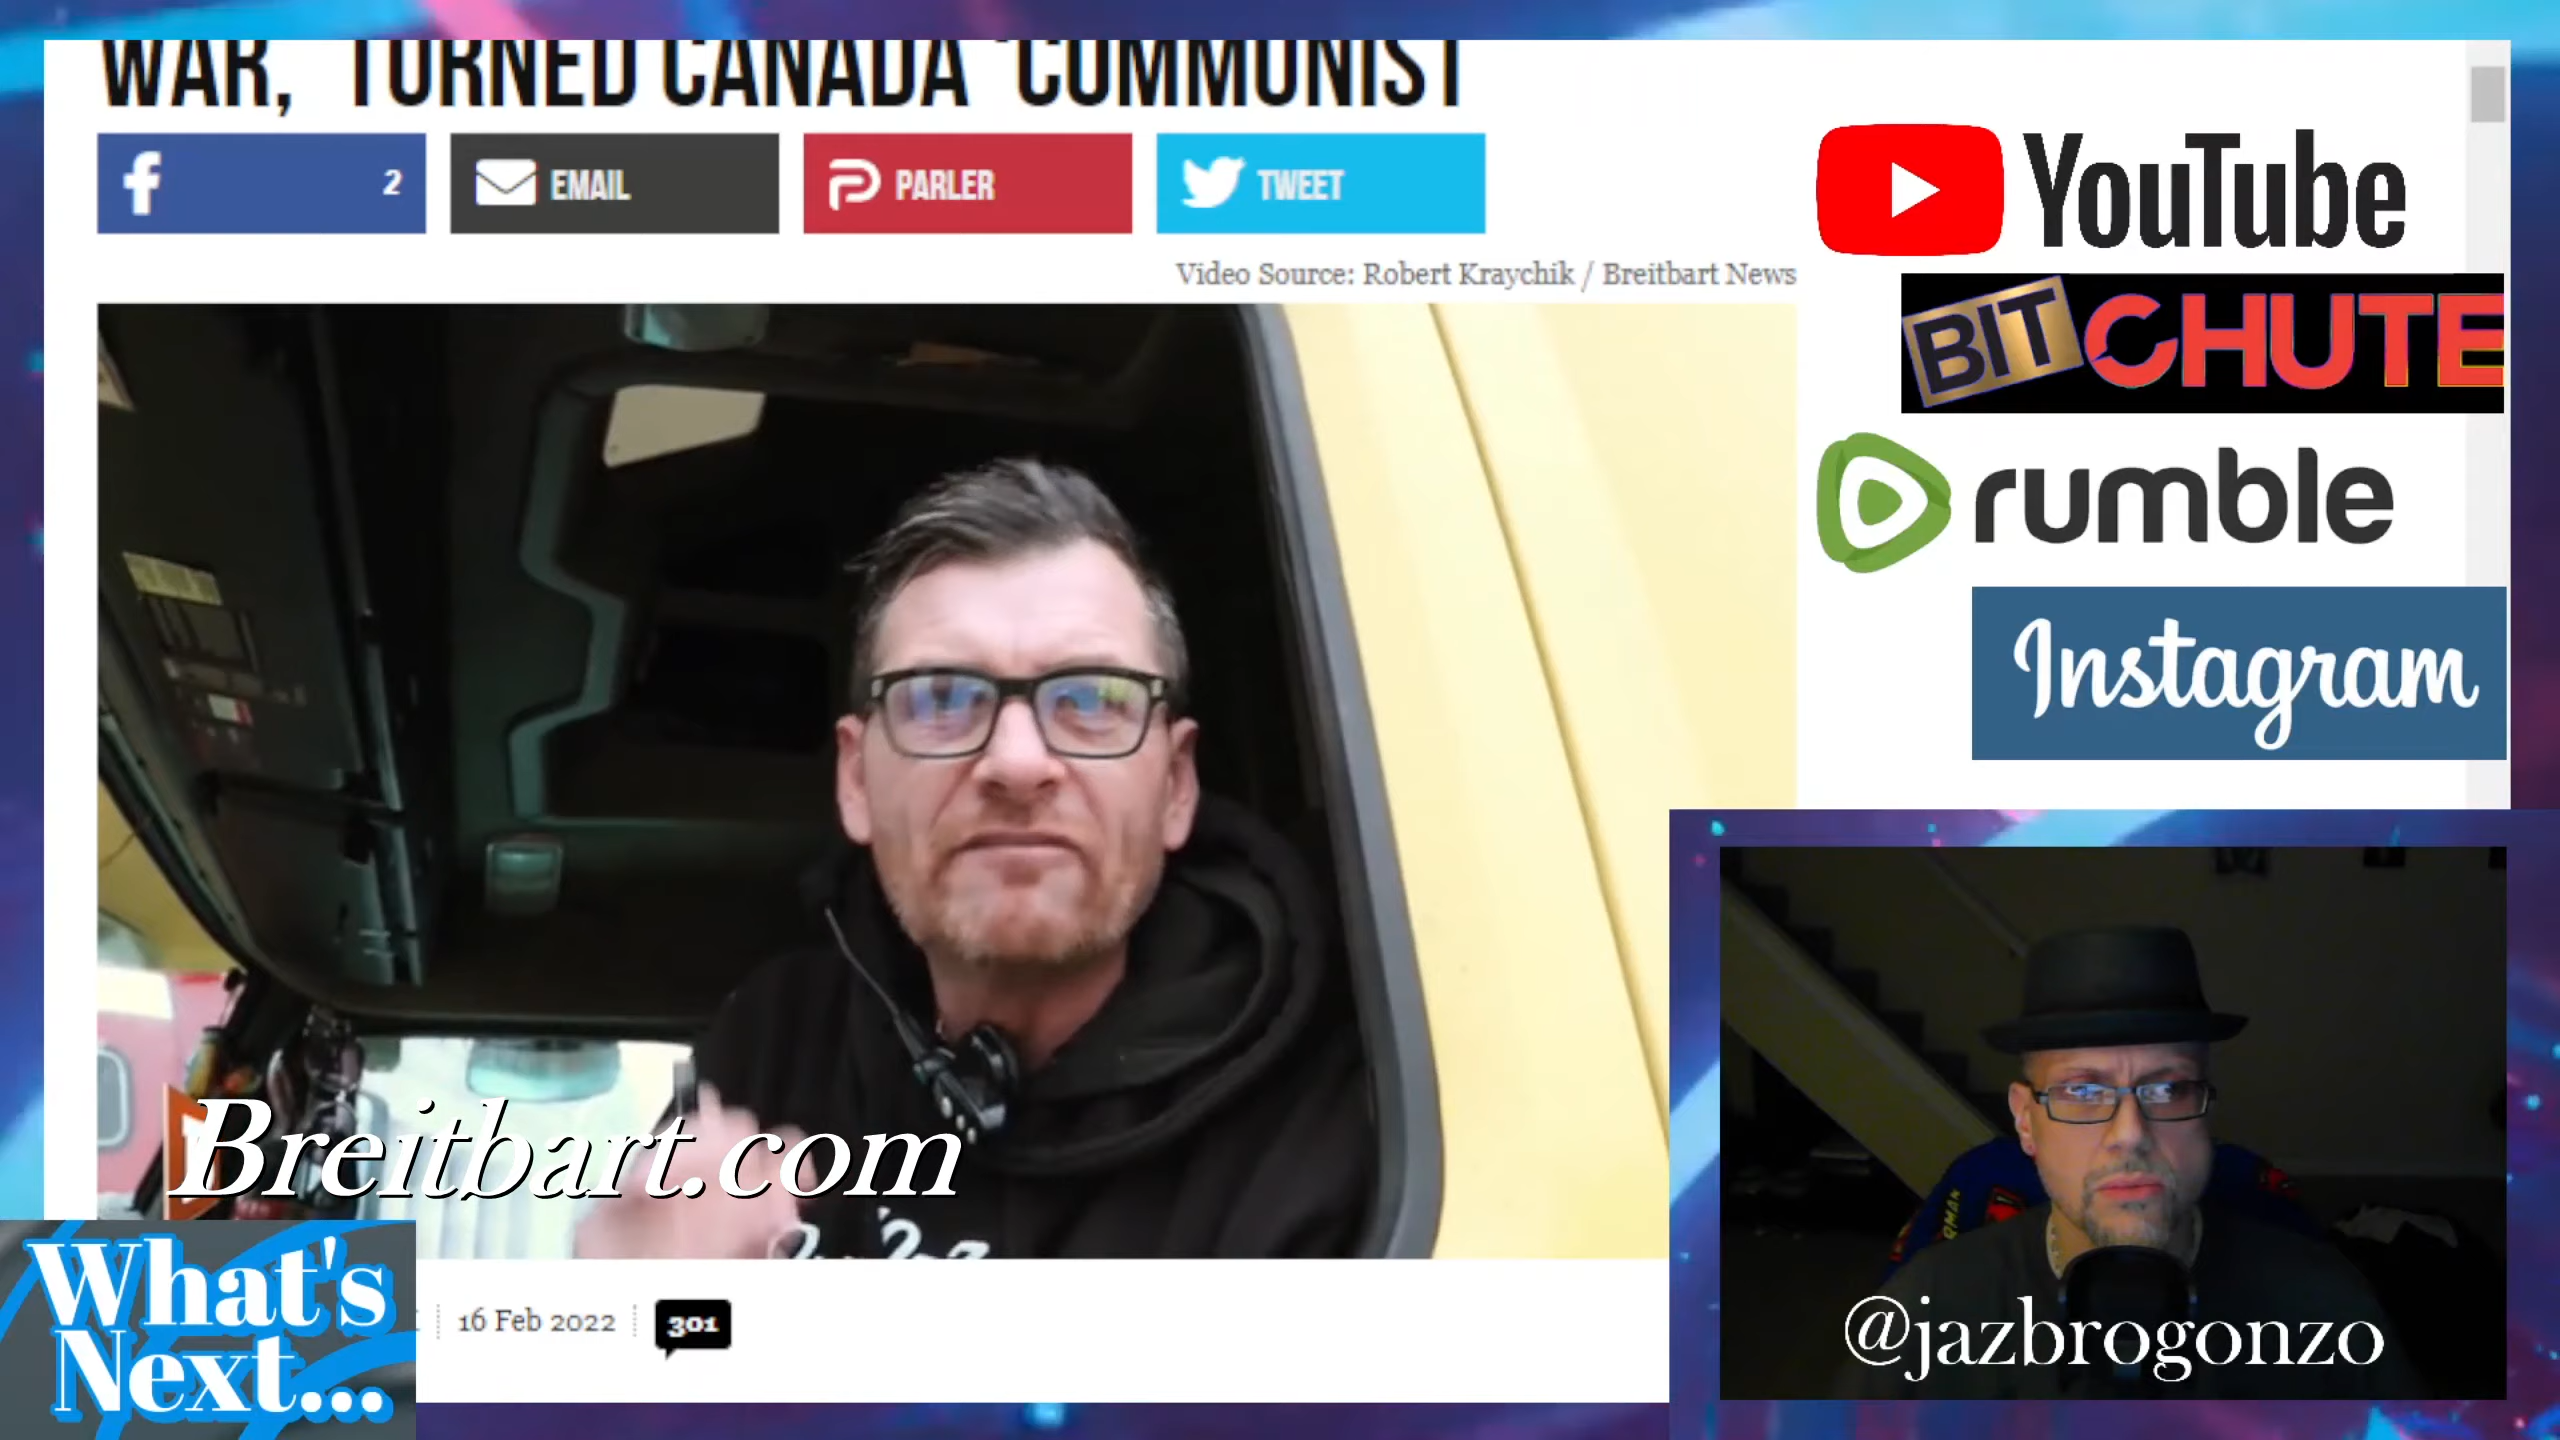 WAR,' TURNED CANADA 'COMMUNIST'
2
EMAIL
PARLER
TWEET
Video Source: Robert Kraychik / Breitbart News
YouTube
BITCHUTE
rumble
Instagram
Breitbart.com
What's
Next...
16 Feb 2022
301
@jazbrogonzo